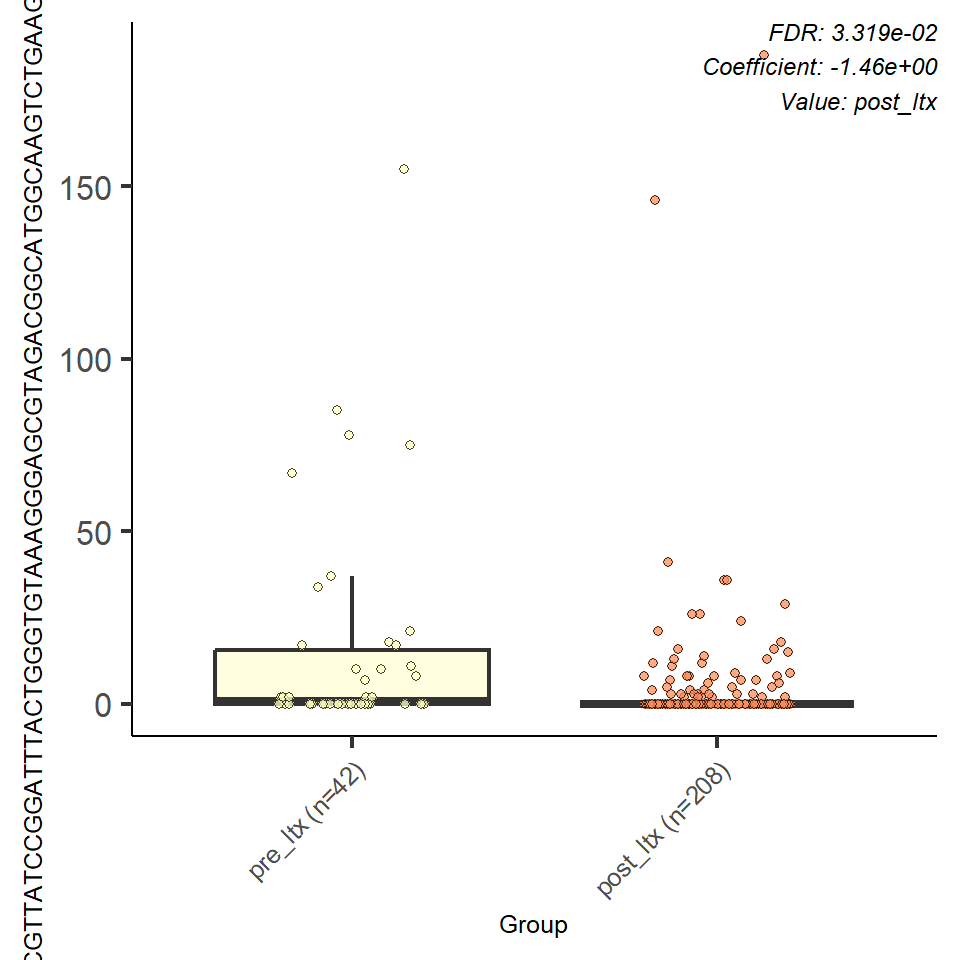 CGTTATCCGGATTTACTGGGTGTAAAGGGAGCGTAGACGGCATGGCAAGTCTGAAG
FDR: 3.319e-02
Coefficient: -1.46e+00
Value: post_ltx
150
100
50
0
pre_ltx (n=42)
post_ltx (n=208)
Group